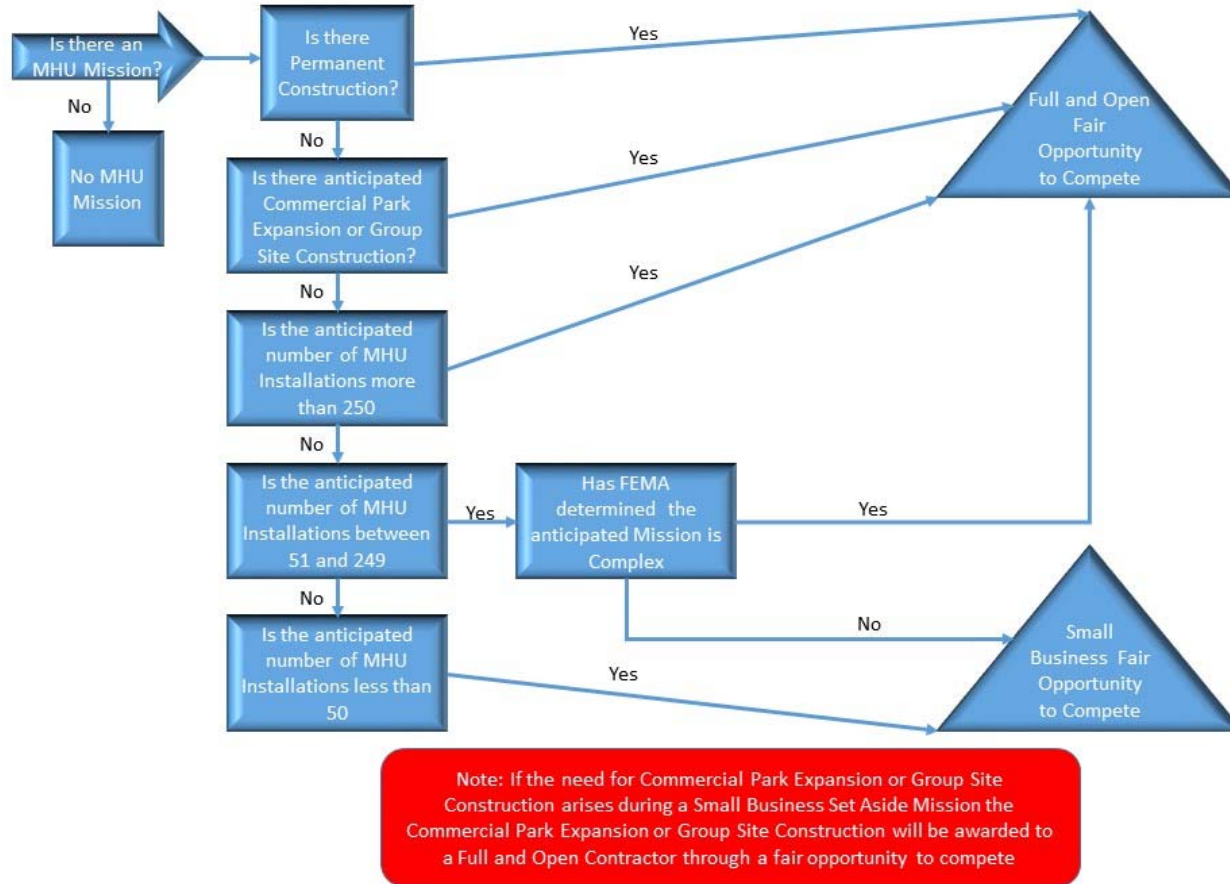 Is there an
MHU Mission?
No
No MHU
Mission
Is there
Permanent
Construction?
Yes
No
Is there anticipated
Commercial Park
Expansion or Group
Site Construction?
Yes
No
Is the anticipated
number of MHU
Installations more
than 250
Yes
No
Is the anticipated
number of MHU
Installations between
51 and 249
Yes
Has FEMA
determined the
anticipated Mission is
Complex
Yes
No
No
Is the anticipated
number of MHU
Installations less than
50
Yes
Full and Open
Fair
Opportunity
to Compete
Small
Business Fair
Opportunity
to Compete
Note: If the need for Commercial Park Expansion or Group Site
Construction arises during a Small Business Set Aside Mission the
Commercial Park Expansion or Group Site Construction will be awarded to
a Full and Open Contractor through a fair opportunity to compete